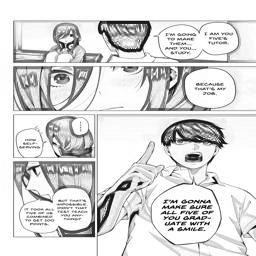 I AM YOU
FIVE'S
TUTOR.
I'M GOING
TO MAKE
THEM...
AND YOU...
STUDY.
BECAUSE
THAT'S MY
JOB.
HOW
SELF-
SERVING.
BUT THAT'S
IMPOSSIBLE.
DIDN'T THAT
TEST TEACH
YOU ANY-
THING?
IT TOOK ALL
FIVE OF US
COMBINED TO
GET 100
POINTS.
I'M GONNA
MAKE SURE
ALL FIVE OF
YOU GRAD-
UATE WITH
A SMILE.